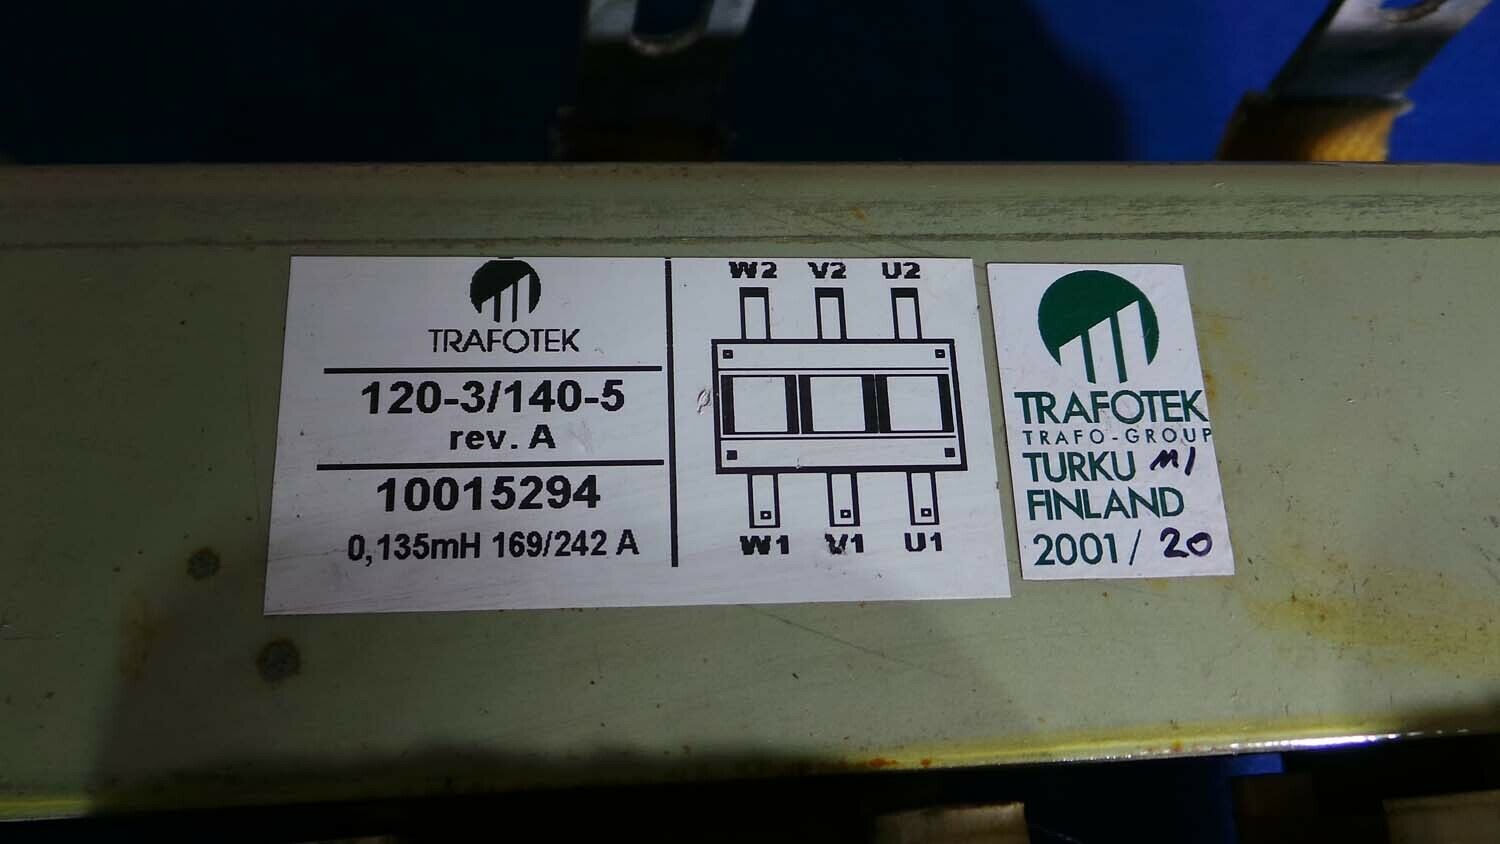 TRAFOTEK
120-3/140-5
rev. A
10015294
0,135mH 169/242 A
W2 V2 U2
W1 V1 U1
TRAFOTEK
TRAFO-GROUP
TURKU
FINLAND
2001/20